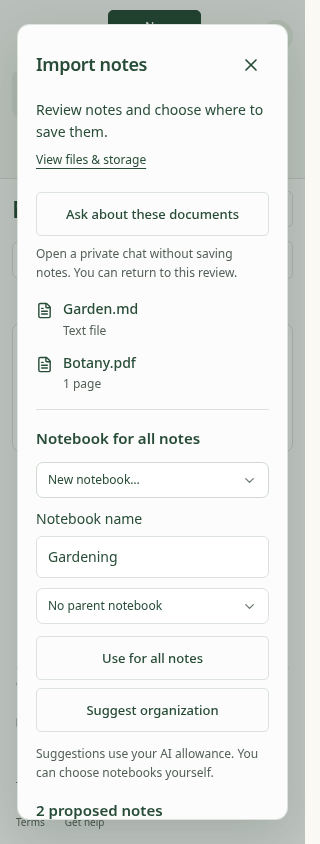 Import notes
Review notes and choose where to
save them.
View files & storage
Ask about these documents
Open a private chat without saving
notes. You can return to this review.
Garden.md
Text file
Botany.pdf
1 page
Notebook for all notes
New notebook...
Notebook name
Gardening
No parent notebook
Use for all notes
Suggest organization
Suggestions use your AI allowance. You
can choose notebooks yourself.
2 proposed notes
Terms Get help